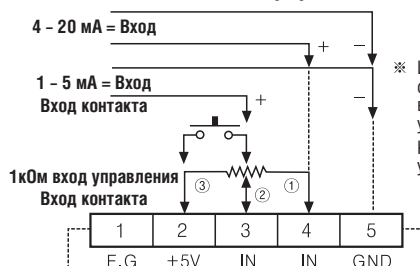 4 – 20 мА = Вход
+
–
1 – 5 мА = Вход
Вход контакта
+
–
※
1кОм вход управления
Вход контакта
③
②
①
1 2 3 4 5
E.G +5V IN IN GND